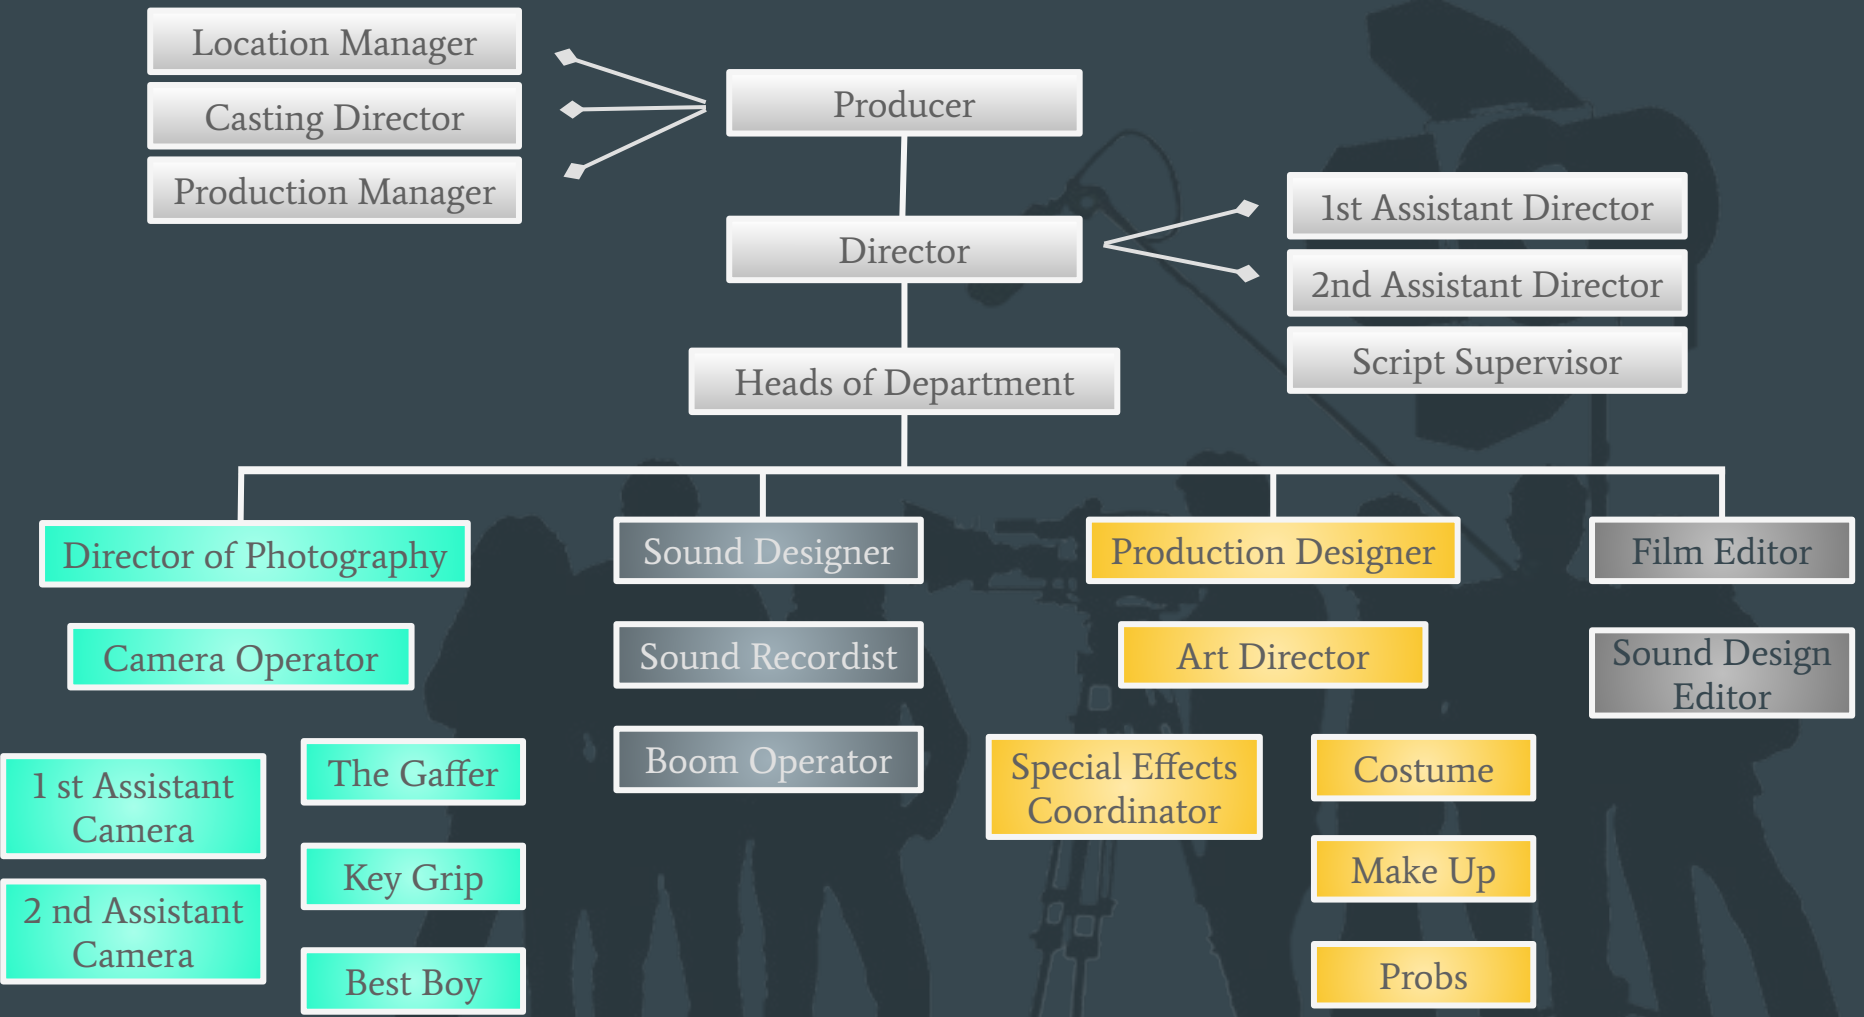 Location Manager
Casting Director
Production Manager
Producer
Director
1st Assistant Director
2nd Assistant Director
Script Supervisor
Heads of Department
Director of Photography
Camera Operator
1 st Assistant
Camera
2 nd Assistant
Camera
The Gaffer
Key Grip
Best Boy
Sound Designer
Sound Recordist
Boom Operator
Production Designer
Art Director
Special Effects
Coordinator
Costume
Make Up
Probs
Film Editor
Sound Design
Editor